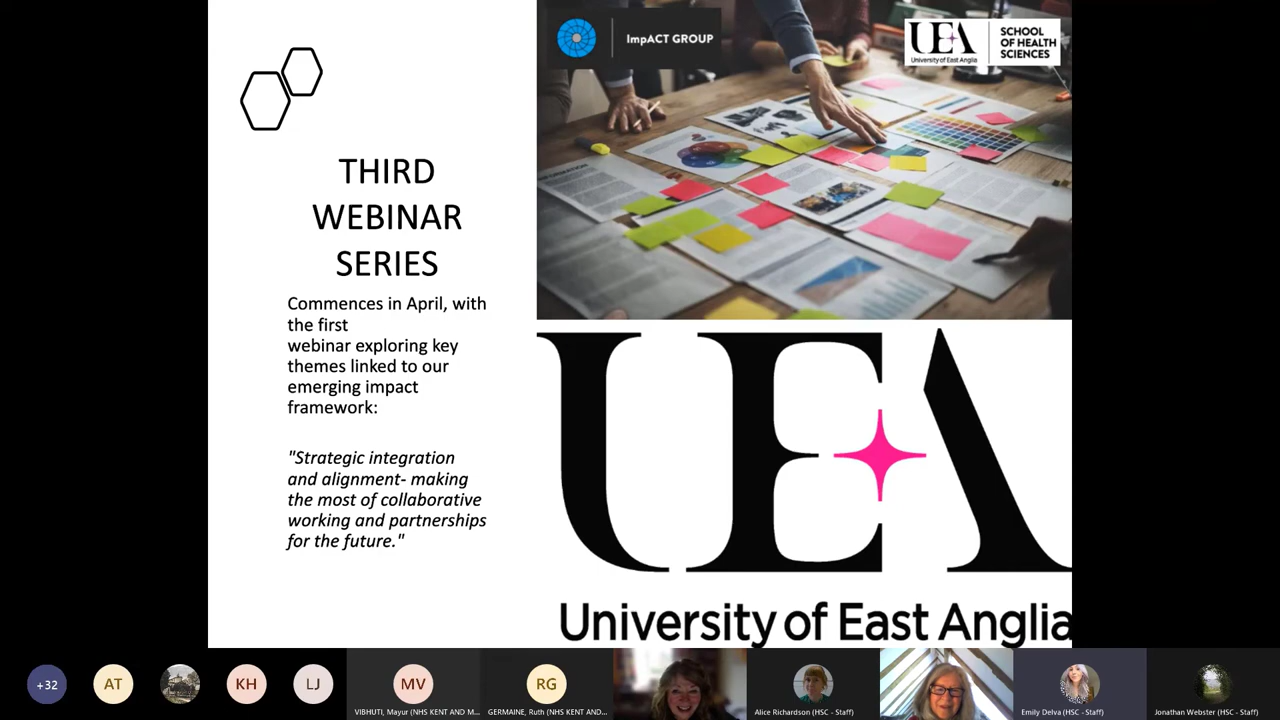 ImpACT GROUP
UEA
University of East Anglia
SCHOOL
OF HEALTH
SCIENCES
THIRD
WEBINAR
SERIES
Commences in April, with
the first
webinar exploring key
themes linked to our
emerging impact
framework:
"Strategic integration
and alignment- making
the most of collaborative
working and partnerships
for the future."
UEA
University of East Anglia
+32
AT
KH
LJ
MV
VIBHUTI, Mayur (NHS KENT AND M...
RG
GERMAINE, Ruth (NHS KENT AND...
Alice Richardson (HSC - Staff)
Emily Delva (HSC - Staff)
Jonathan Webster (HSC - Staff)